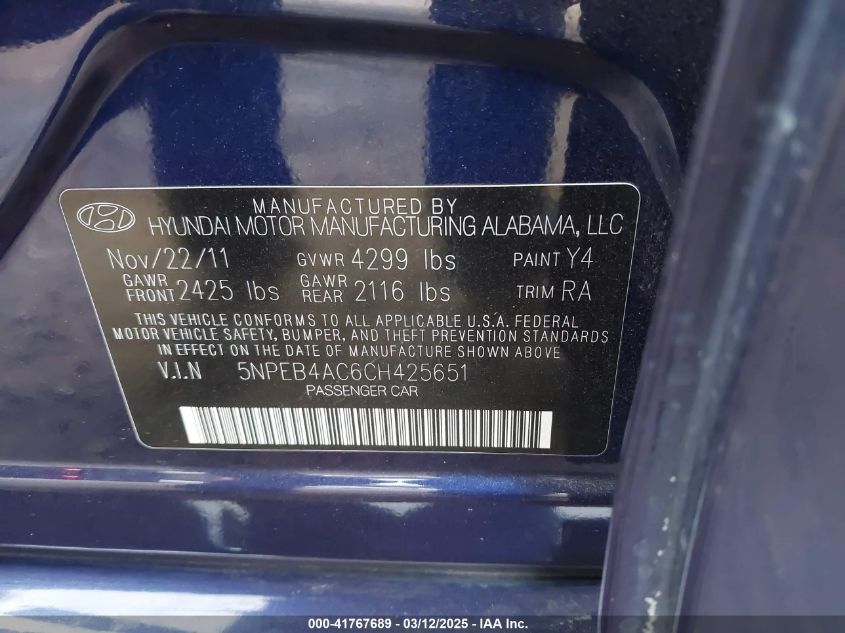 MANUFACTURED BY
HYUNDAI MOTOR MANUFACTURING ALABAMA, LLC
Nov/22/11 GVWR 4299 lbs PAINT Y4
GAWR FRONT 2425 lbs GAWR REAR 2116 lbs TRIM RA
THIS VEHICLE CONFORMS TO ALL APPLICABLE U.S.A. FEDERAL
MOTOR VEHICLE SAFETY, BUMPER, AND THEFT PREVENTION STANDARDS
IN EFFECT ON THE DATE OF MANUFACTURE SHOWN ABOVE
V.I.N 5NPEB4AC6CH425651
PASSENGER CAR
000-41767689 - 03/12/2025 - IAA Inc.